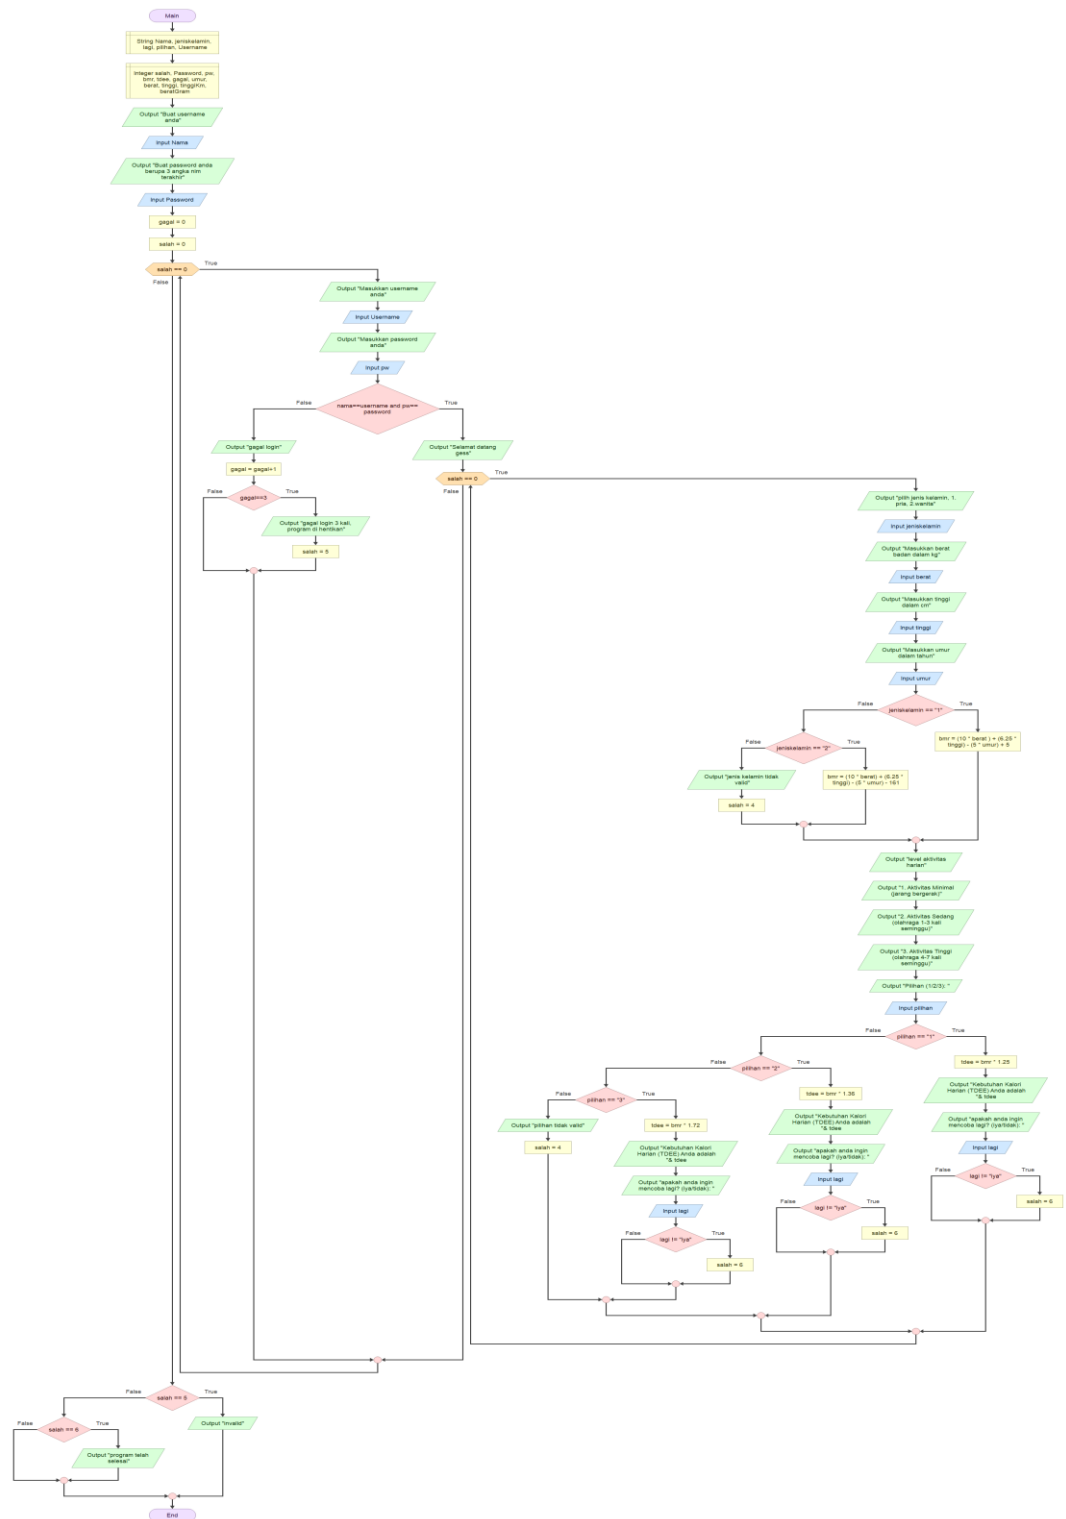 Main
String Nama, jeniskelamin,
lagi, pilihan, Username
Integer salah, Password, pw,
bmr, tdee, gagal, umur,
berat, tinggi, tinggiKm,
beratGram
Output "Buat username
anda"
Input Nama
Output "Buat password anda
berupa 3 angka nim
terakhir"
Input Password
gagal = 0
salah = 0
salah == 0
True
False
Output "Masukkan username
anda"
Input Username
Output "Masukkan password
anda"
Input pw
nama==username and pw==
password
False
True
Output "gagal login"
gagal = gagal+1
gagal==3
False
True
Output "gagal login 3 kali,
program di hentikan"
salah = 5
Output "Selamat datang
gess"
salah == 0
True
False
Output "pilih jenis kelamin, 1.
pria, 2.wanita"
Input jeniskelamin
Output "Masukkan berat
badan dalam kg"
Input berat
Output "Masukkan tinggi
dalam cm"
Input tinggi
Output "Masukkan umur
dalam tahun"
Input umur
jeniskelamin == "1"
False
True
bmr = (10 * berat ) + (6.25 *
tinggi) - (5 * umur) + 5
jeniskelamin == "2"
False
True
Output "jenis kelamin tidak
valid"
salah = 4
bmr = (10 * berat) + (6.25 *
tinggi) - (5 * umur) - 161
Output "level aktivitas
harian"
Output "1. Aktivitas Minimal
(jarang bergerak)"
Output "2. Aktivitas Sedang
(olahraga 1-3 kali
seminggu)"
Output "3. Aktivitas Tinggi
(olahraga 4-7 kali
seminggu)"
Output "Pilihan (1/2/3): "
Input pilihan
pilihan == "1"
False
True
tdee = bmr * 1.25
Output "Kebutuhan Kalori
Harian (TDEE) Anda adalah
"& tdee
Output "apakah anda ingin
mencoba lagi? (iya/tidak): "
Input lagi
lagi != "iya"
False
True
salah = 6
pilihan == "2"
False
True
tdee = bmr * 1.38
Output "Kebutuhan Kalori
Harian (TDEE) Anda adalah
"& tdee
Output "apakah anda ingin
mencoba lagi? (iya/tidak): "
Input lagi
lagi != "iya"
False
True
salah = 6
pilihan == "3"
False
True
Output "pilihan tidak valid"
salah = 4
tdee = bmr * 1.72
Output "Kebutuhan Kalori
Harian (TDEE) Anda adalah
"& tdee
Output "apakah anda ingin
mencoba lagi? (iya/tidak): "
Input lagi
lagi != "iya"
False
True
salah = 6
False
True
Output "Invalid"
salah == 6
False
True
Output "program telah
selesai"
End